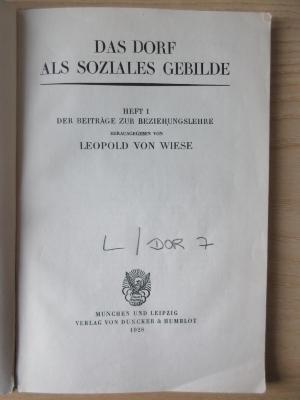 DAS DORF
ALS SOZIALES GEBILDE
HEFT 1
DER BEITRÄGE ZUR BEZIEHUNGSLEHRE
HERAUSGEGEBEN VON
LEOPOLD VON WIESE
L / DOR 7
MÜNCHEN UND LEIPZIG
VERLAG VON DUNCKER & HUMBLOT
1928